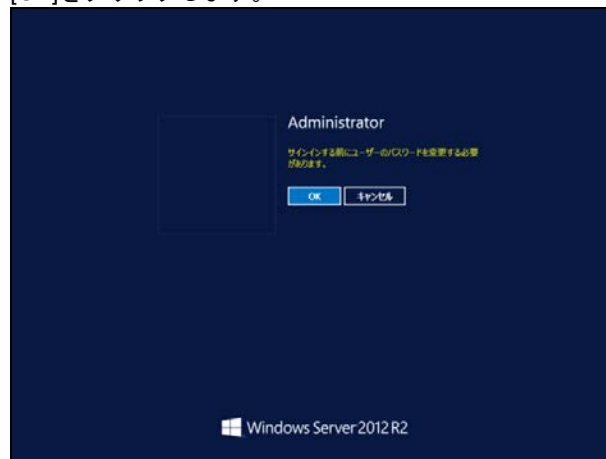 [OK]をクリックします。
Administrator
サインインする前にユーザーのパスワードを変更する必要
があります。
OK キャンセル
Windows Server 2012 R2